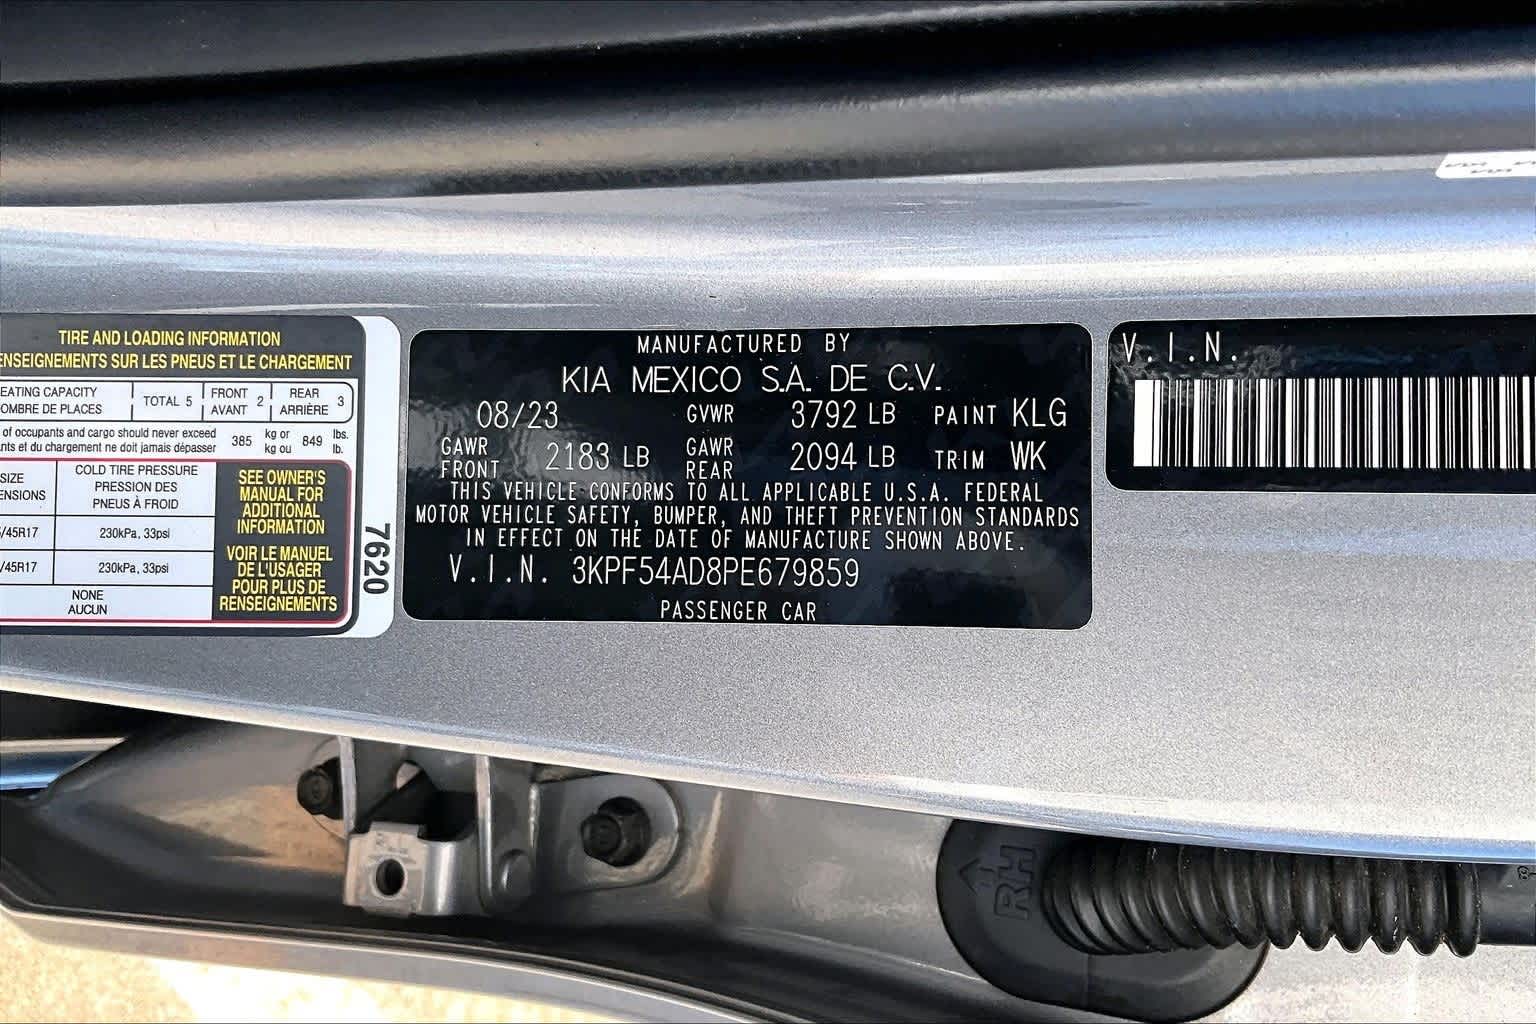 TIRE AND LOADING INFORMATION
ENSEIGNEMENTS SUR LES PNEUS ET LE CHARGEMENT
EATING CAPACITY
OMBRE DE PLACES
TOTAL 5
FRONT
AVANT 2
REAR
ARRIÈRE 3
of occupants and cargo should never exceed
ants et du chargement ne doit jamais dépasser
385
kg or
kg ou
849
lbs.
lb.
SIZE
ENSIONS
COLD TIRE PRESSURE
PRESSION DES
PNEUS À FROID
/45R17
230kPa, 33psi
/45R17
230kPa, 33psi
NONE
AUCUN
SEE OWNER'S
MANUAL FOR
ADDITIONAL
INFORMATION
VOIR LE MANUEL
DE L'USAGER
POUR PLUS DE
RENSEIGNEMENTS
7620
MANUFACTURED BY
KIA MEXICO S.A. DE C.V.
08/23 GVWR 3792 LB PAINT KLG
GAWR FRONT 2183 LB GAWR REAR 2094 LB TRIM WK
THIS VEHICLE CONFORMS TO ALL APPLICABLE U.S.A. FEDERAL
MOTOR VEHICLE SAFETY, BUMPER, AND THEFT PREVENTION STANDARDS
IN EFFECT ON THE DATE OF MANUFACTURE SHOWN ABOVE.
V.I.N. 3KPF54AD8PE679859
PASSENGER CAR
V.I.N.
RH